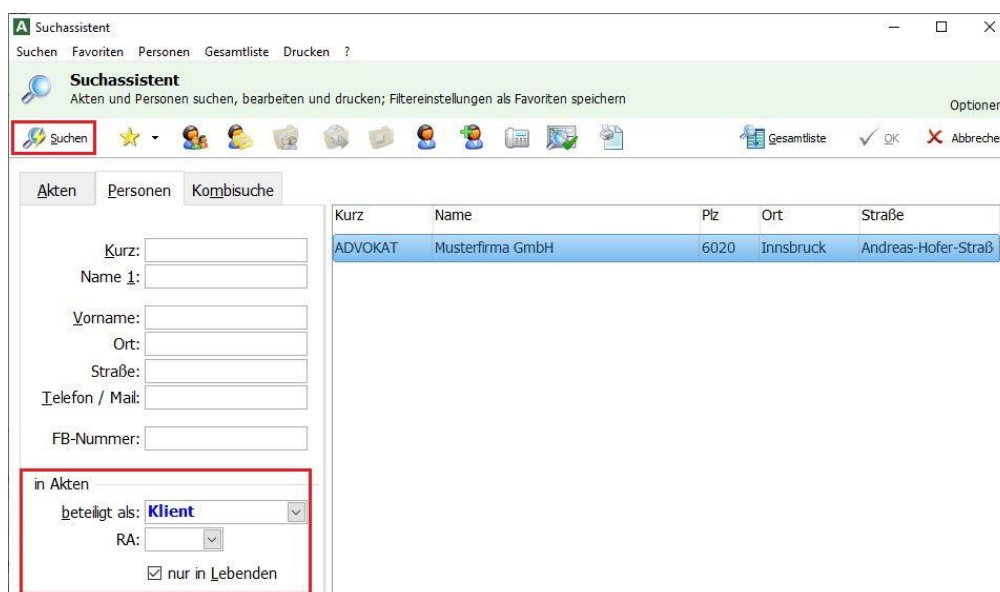 A Suchassistent
Suchen Favoriten Personen Gesamtliste Drucken ?
Suchassistent
Akten und Personen suchen, bearbeiten und drucken; Filtereinstellungen als Favoriten speichern
Optionen
Suchen Gesamtliste OK Abbreche
Akten Personen Kombisuche
Kurz Name Plz Ort Straße
ADVOKAT Musterfirma GmbH 6020 Innsbruck Andreas-Hofer-Straß
Kurz:
Name 1:
Vorname:
Ort:
Straße:
Telefon / Mail:
FB-Nummer:
in Akten
beteiligt als: Klient
RA:
nur in Lebenden